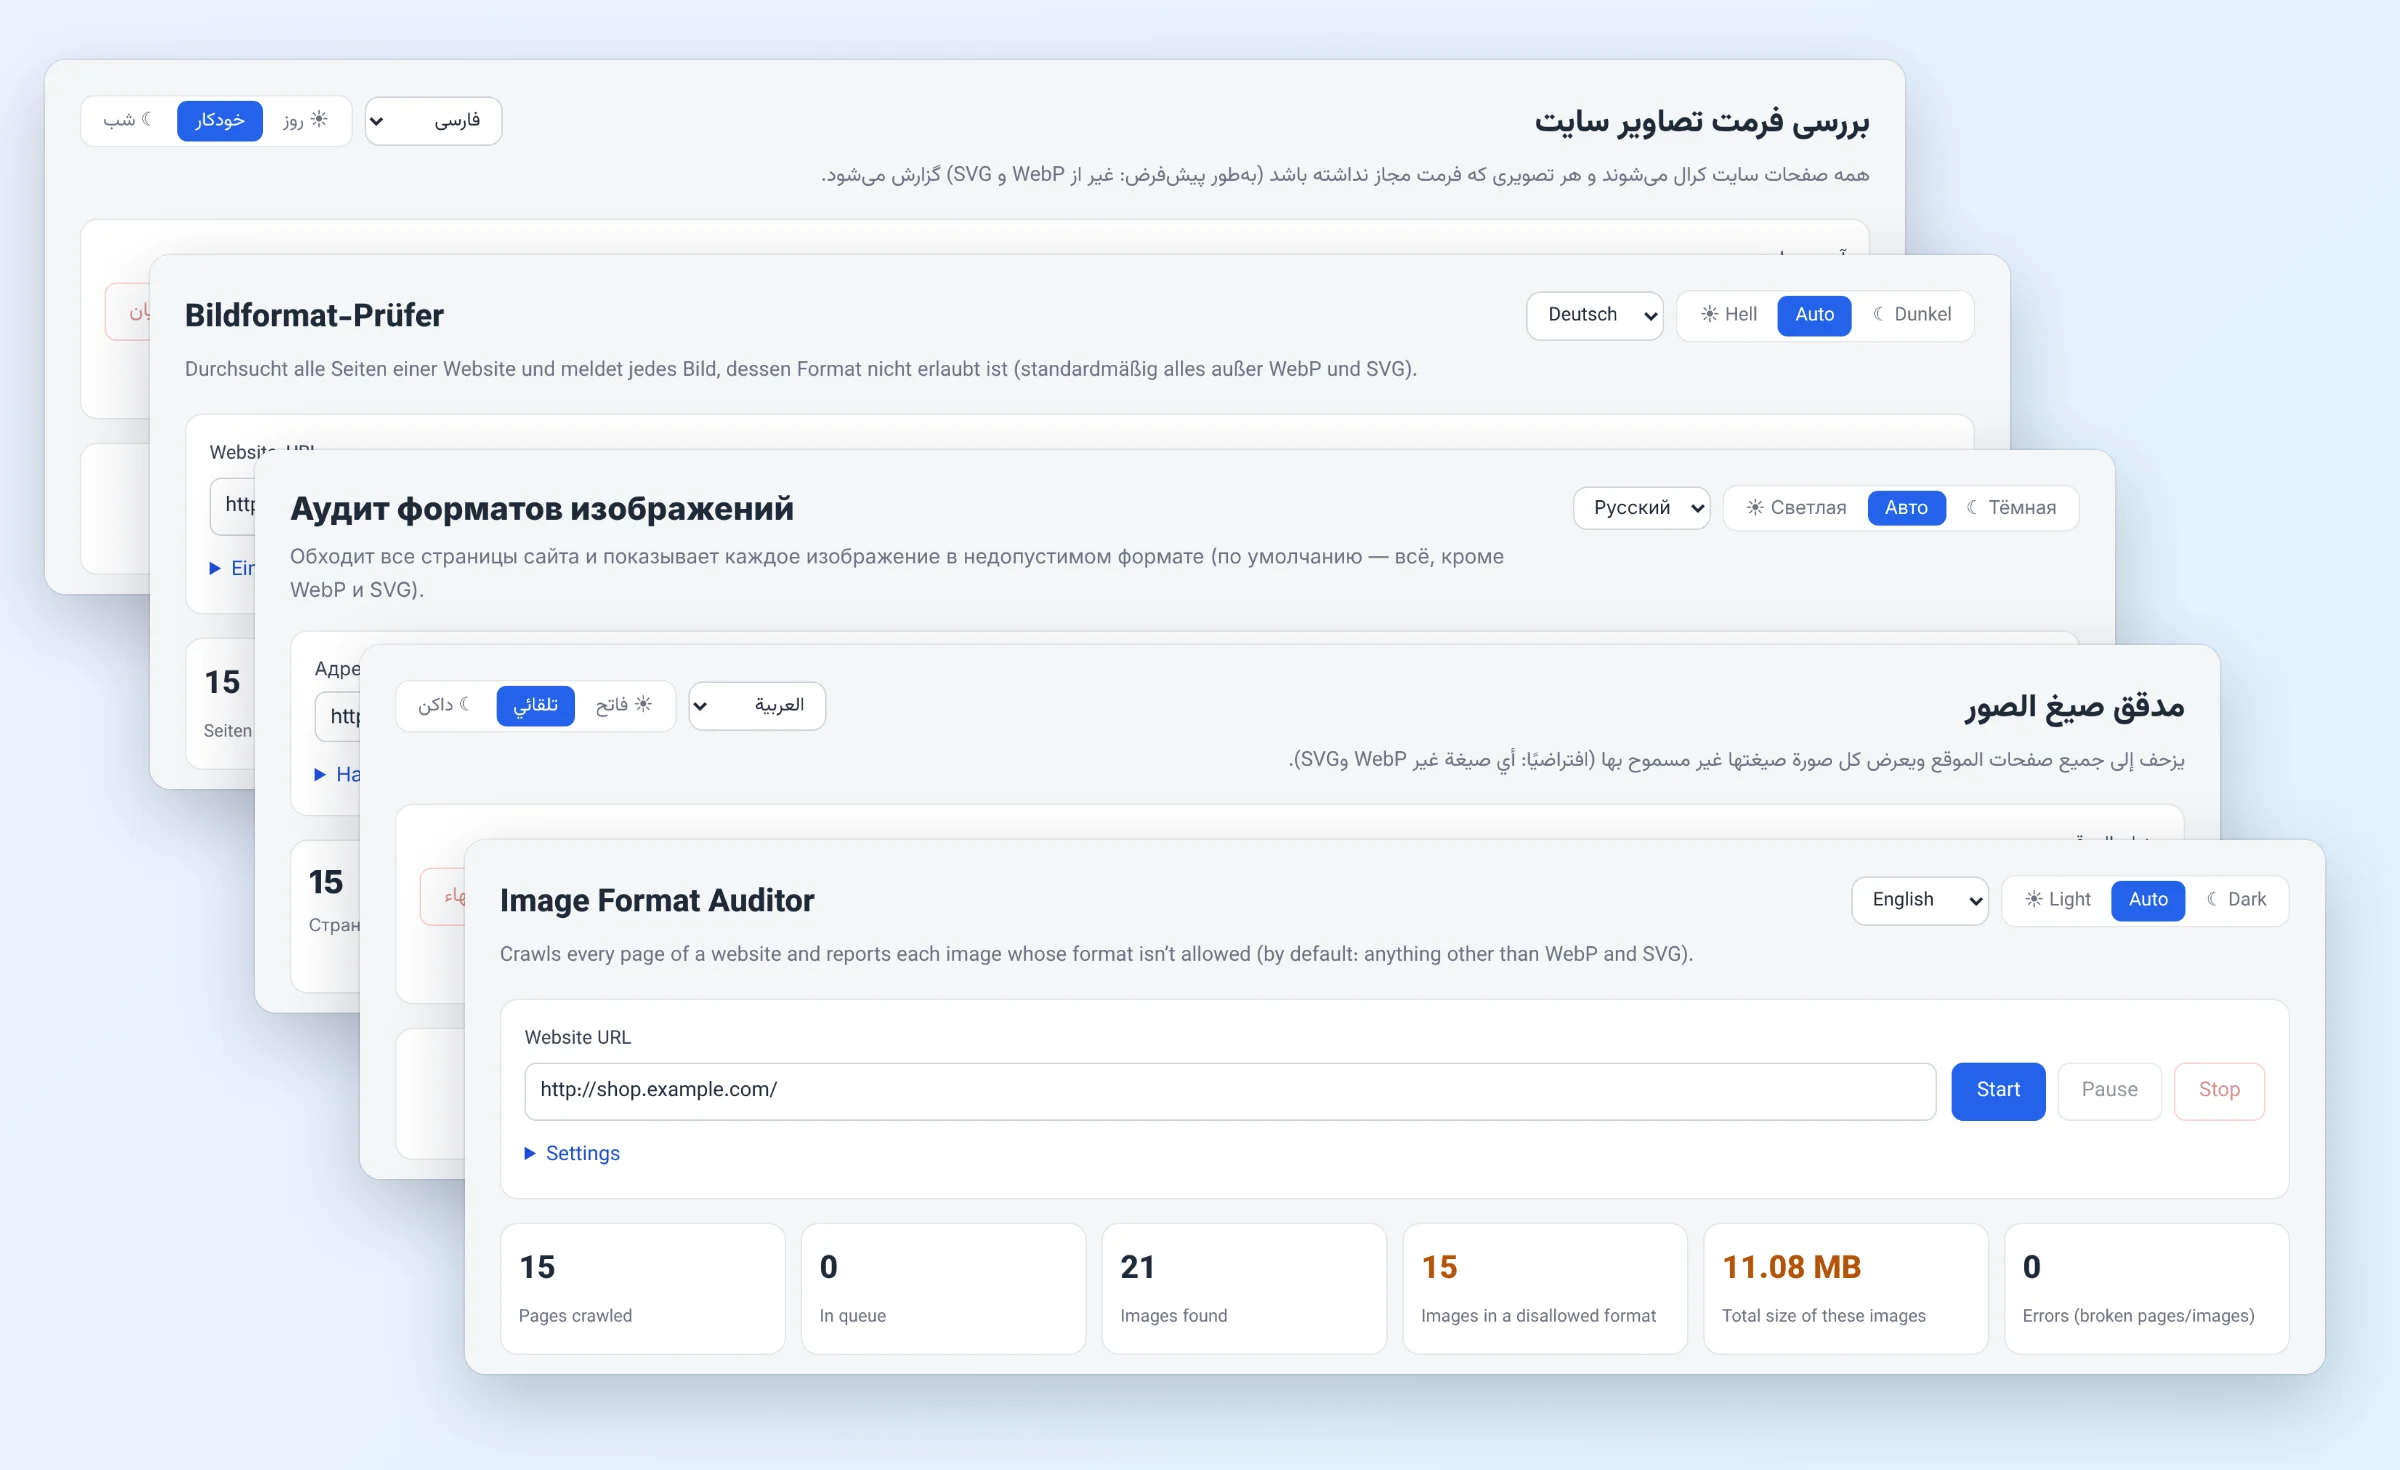 بررسی فرمت تصاویر سایت
فارسی
☀ روز
خودکار
☾ شب
همه صفحات سایت کرال می‌شوند و هر تصویری که فرمت مجاز نداشته باشد (به‌طور پیش‌فرض: غیر از WebP و SVG) گزارش می‌شود.
Bildformat-Prüfer
Deutsch
☀ Hell
Auto
☾ Dunkel
Durchsucht alle Seiten einer Website und meldet jedes Bild, dessen Format nicht erlaubt ist (standardmäßig alles außer WebP und SVG).
15
Seiten
Аудит форматов изображений
Русский
☀ Светлая
Авто
☾ Тёмная
Обходит все страницы сайта и показывает каждое изображение в недопустимом формате (по умолчанию — всё, кроме
WebP и SVG).
15
مدقق صيغ الصور
العربية
☀ فاتح
تلقائي
☾ داكن
يزحف إلى جميع صفحات الموقع ويعرض كل صورة صيغتها غير مسموح بها (افتراضيًا: أي صيغة غير WebP وSVG).
Image Format Auditor
English
☀ Light
Auto
☾ Dark
Crawls every page of a website and reports each image whose format isn’t allowed (by default: anything other than WebP and SVG).
Website URL
http://shop.example.com/
Start
Pause
Stop
Settings
15
Pages crawled
0
In queue
21
Images found
15
Images in a disallowed format
11.08 MB
Total size of these images
0
Errors (broken pages/images)